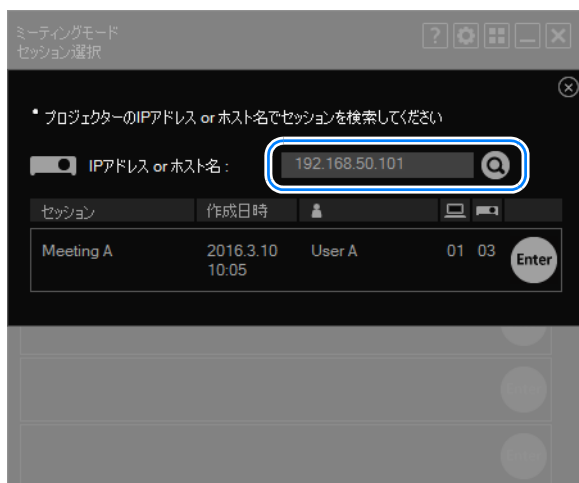 ミーティングモード
セッション選択
プロジェクターのIPアドレス or ホスト名でセッションを検索してください
IPアドレス or ホスト名 :
192.168.50.101
セッション 作成日時
Meeting A 2016.3.10 User A 01 03 Enter
10:05